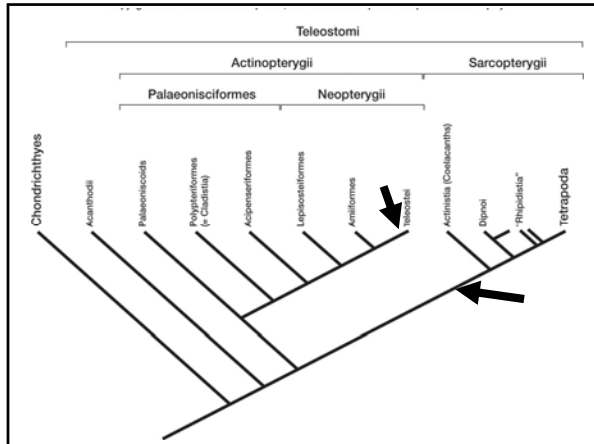 Teleostomi
Actinopterygii
Sarcopterygii
Palaeonisciformes
Neopterygii
Chondrichthyes
Acanthodii
Palaeoniscoids
Polypteriformes
(= Cladistia)
Acipenseriformes
Lepisosteiformes
Amiiformes
Teleostei
Actinistia (Coelacanths)
Dipnoi
"Rhipidistia"
Tetrapoda